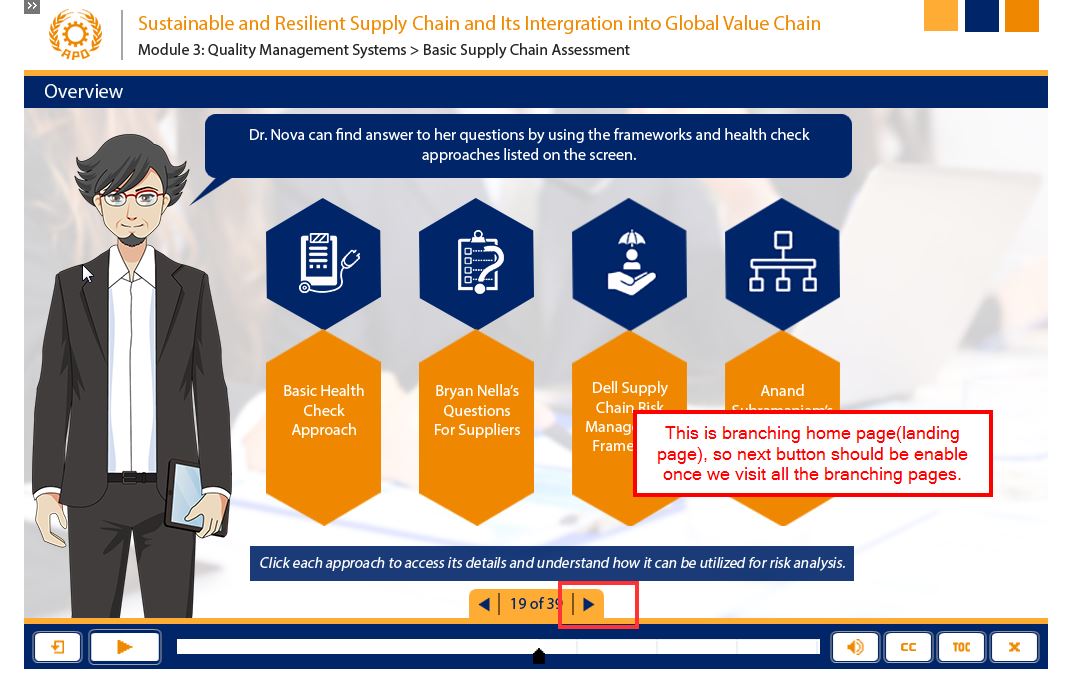 Sustainable and Resilient Supply Chain and Its Intergration into Global Value Chain
APO
Module 3: Quality Management Systems > Basic Supply Chain Assessment
Overview
Dr. Nova can find answer to her questions by using the frameworks and health check
approaches listed on the screen.
Basic Health
Check
Approach
Bryan Nella's
Questions
For Suppliers
Dell Supply
Chain Risk
Frame
Anand
Subramaniam's
This is branching home page(landing
page), so next button should be enable
once we visit all the branching pages.
Click each approach to access its details and understand how it can be utilized for risk analysis.
19 of 39
CC
TOC